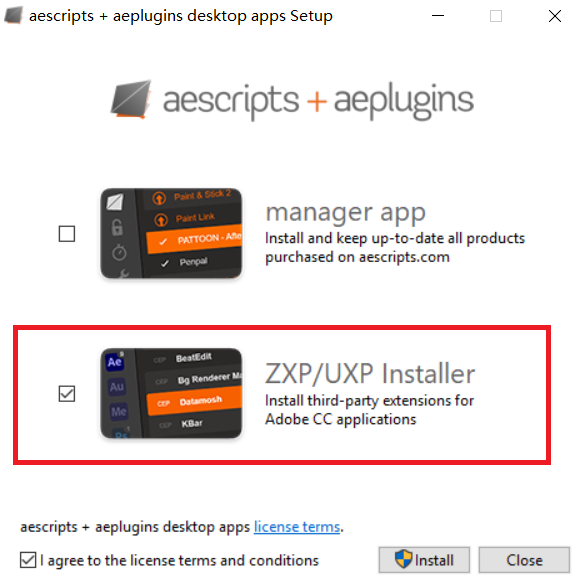 aescripts + aeplugins desktop apps Setup
aescripts + aeplugins
Paint & Stick 2
Paint Link
PATTOON - Afte
Penpal
manager app
Install and keep up-to-date all products
purchased on aescripts.com
Ae
Au
Me
Ps
CEP BeatEdit
CEP Bg Renderer Ma
CEP Datamosh
CEP KBar
ZXP/UXP Installer
Install third-party extensions for
Adobe CC applications
aescripts + aeplugins desktop apps license terms.
I agree to the license terms and conditions
Install
Close